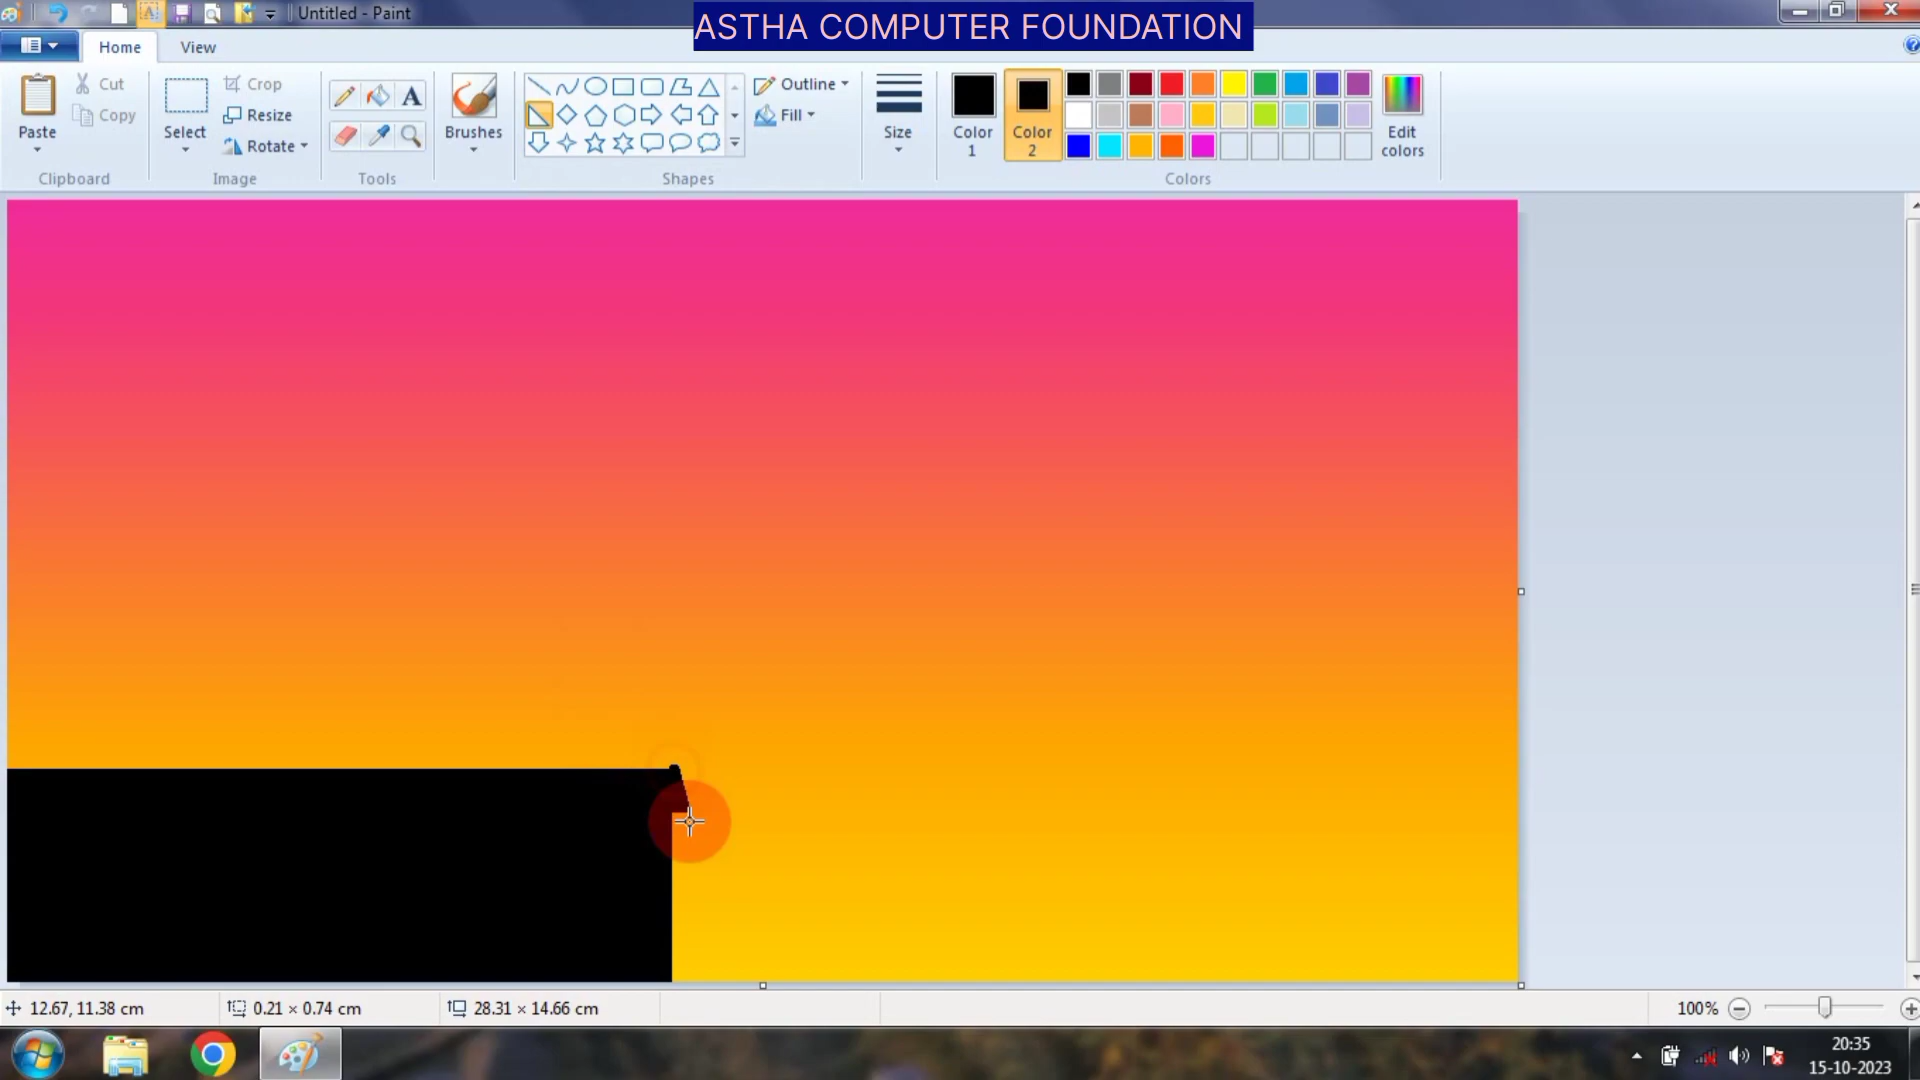 Untitled - Paint
ASTHA COMPUTER FOUNDATION
Home
View
Paste
Cut
Copy
Clipboard
Select
Crop
Resize
Rotate
Image
A
Tools
Brushes
Outline
Fill
Shapes
Size
Color
1
Color
2
Edit
colors
Colors
12.67, 11.38 cm
0.21 × 0.74 cm
28.31 × 14.66 cm
100%
20:35
15-10-2023